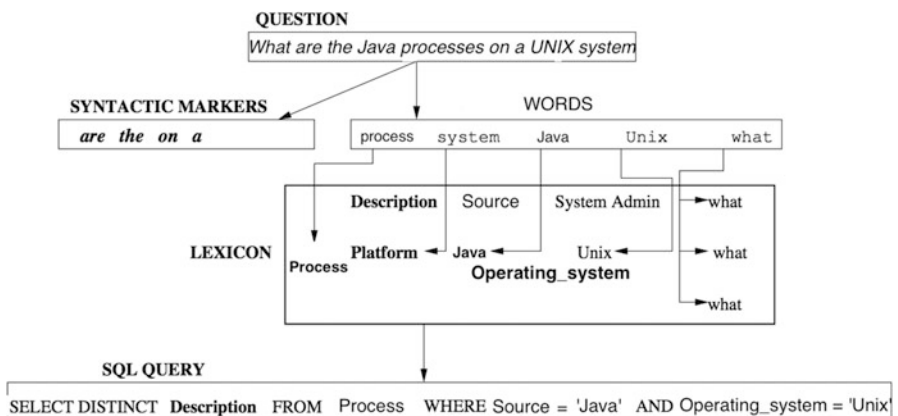 QUESTION
What are the Java processes on a UNIX system
SYNTACTIC MARKERS
are the on a
WORDS
process system Java Unix what
LEXICON
Description Source System Admin what
Platform Java Unix what
Process
Operating_system
what
SQL QUERY
SELECT DISTINCT Description FROM Process WHERE Source = 'Java' AND Operating_system = 'Unix'